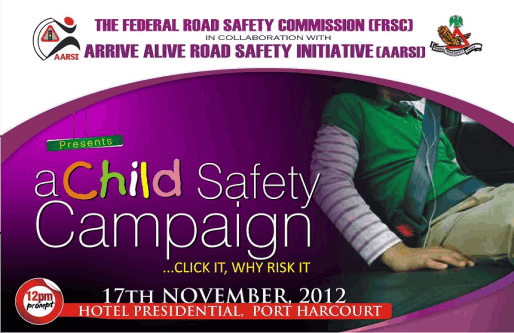 THE FEDERAL ROAD SAFETY COMMISSION (FRSC)
IN COLLABORATION WITH
ARRIVE ALIVE ROAD SAFETY INITIATIVE (AARSI)
AARSI
Presents
a Child Safety
Campaign
...CLICK IT, WHY RISK IT
12pm
prompt
17TH NOVEMBER, 2012
HOTEL PRESIDENTIAL, PORT HARCOURT